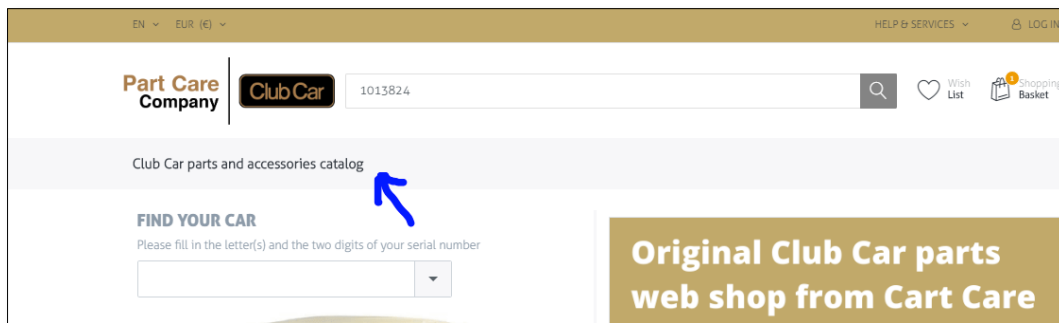 EN EUR (€) HELP & SERVICES LOG IN
Part Care
Company
Club Car
1013824
Wish
List
1
Shopping
Basket
Club Car parts and accessories catalog
FIND YOUR CAR
Please fill in the letter(s) and the two digits of your serial number
Original Club Car parts
web shop from Cart Care